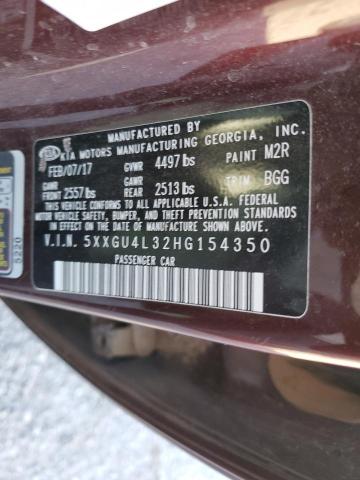 MANUFACTURED BY
KIA MOTORS MANUFACTURING GEORGIA, INC.
FEB/07/17 GVWR 4497 lbs PAINT M2R
GAWR FRONT 2557 lbs GAWR REAR 2513 lbs TRIM BGG
THIS VEHICLE CONFORMS TO ALL APPLICABLE FEDERAL MOTOR VEHICLE
SAFETY, BUMPER, AND THEFT PREVENTION STANDARDS IN EFFECT
ON THE DATE OF MANUFACTURE SHOWN ABOVE.
V.I.N. 5XXGU4L32HG154350
PASSENGER CAR
5220